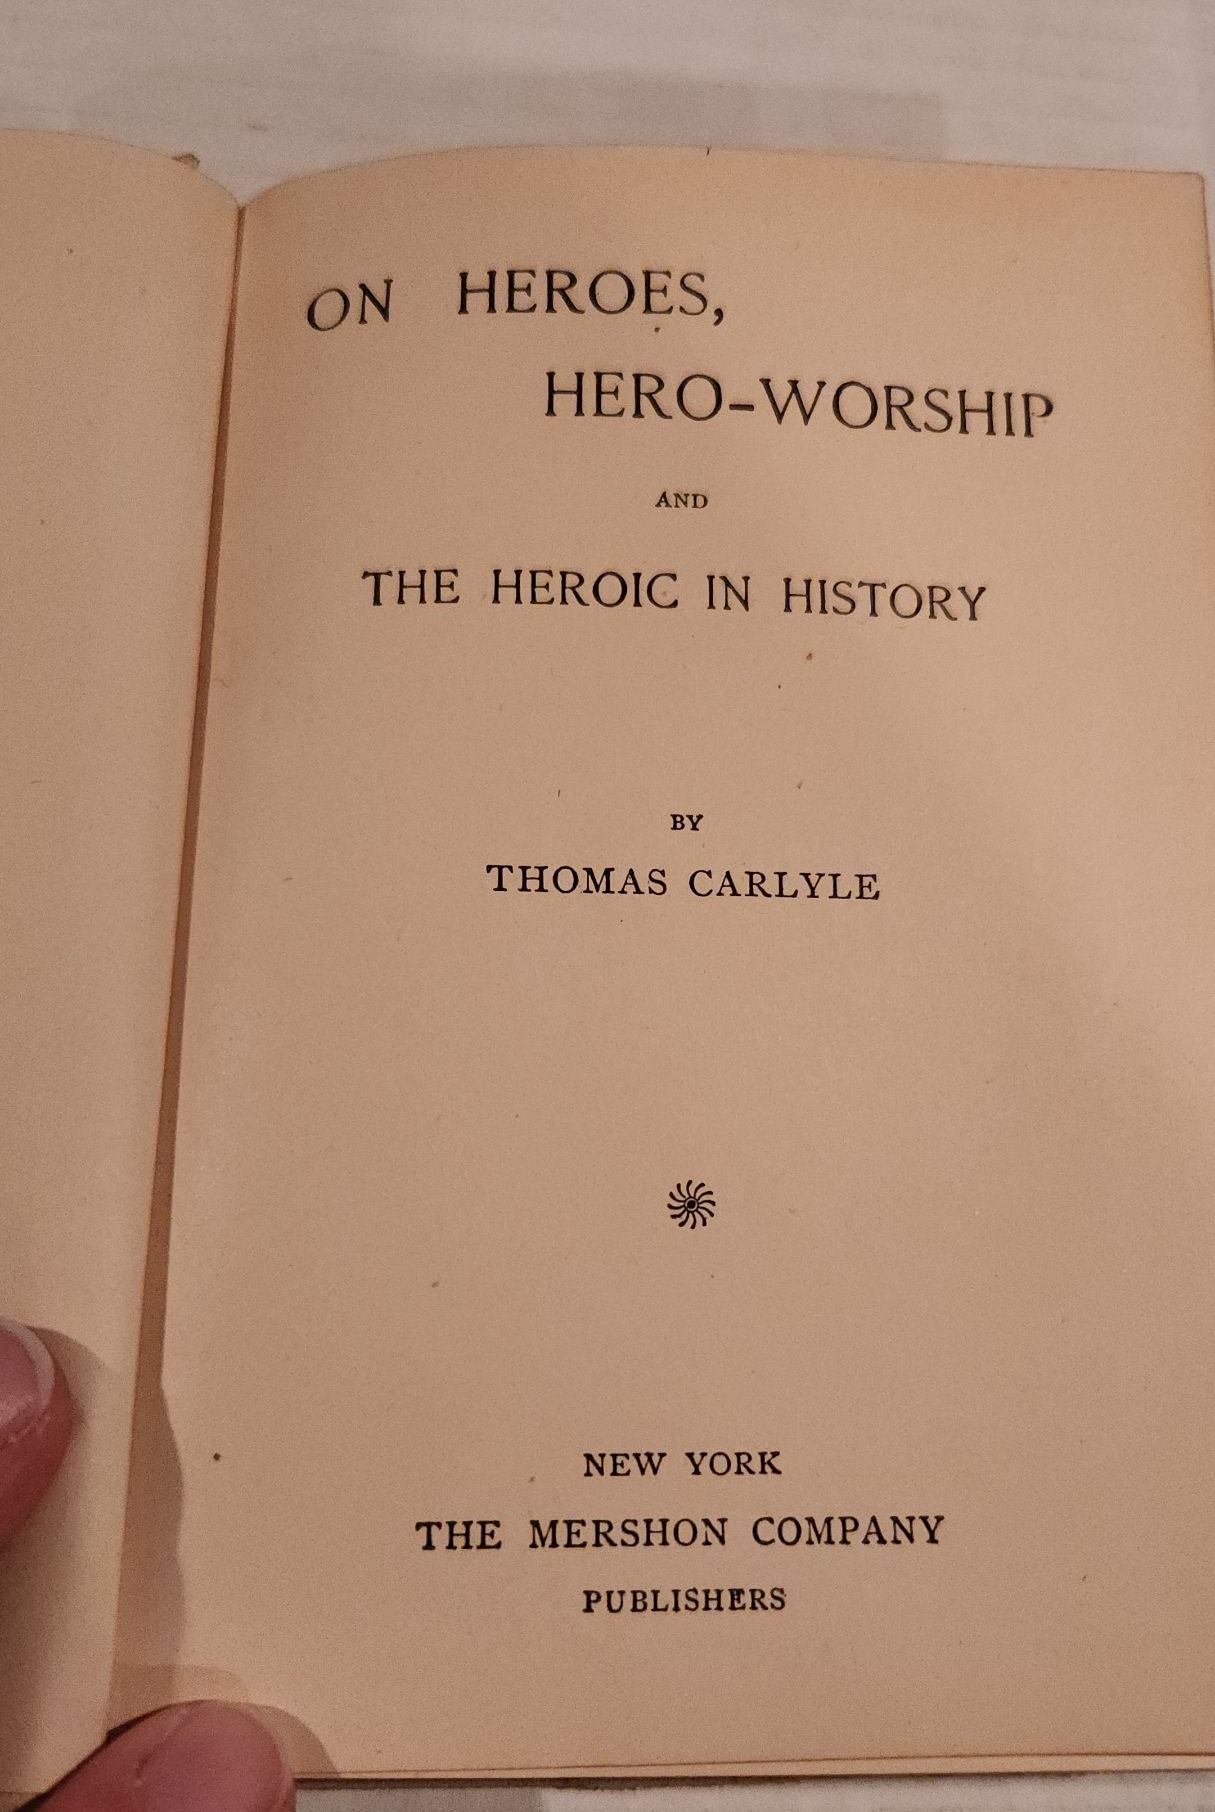 ON HEROES,
HERO-WORSHIP
AND
THE HEROIC IN HISTORY
BY
THOMAS CARLYLE
NEW YORK
THE MERSHON COMPANY
PUBLISHERS